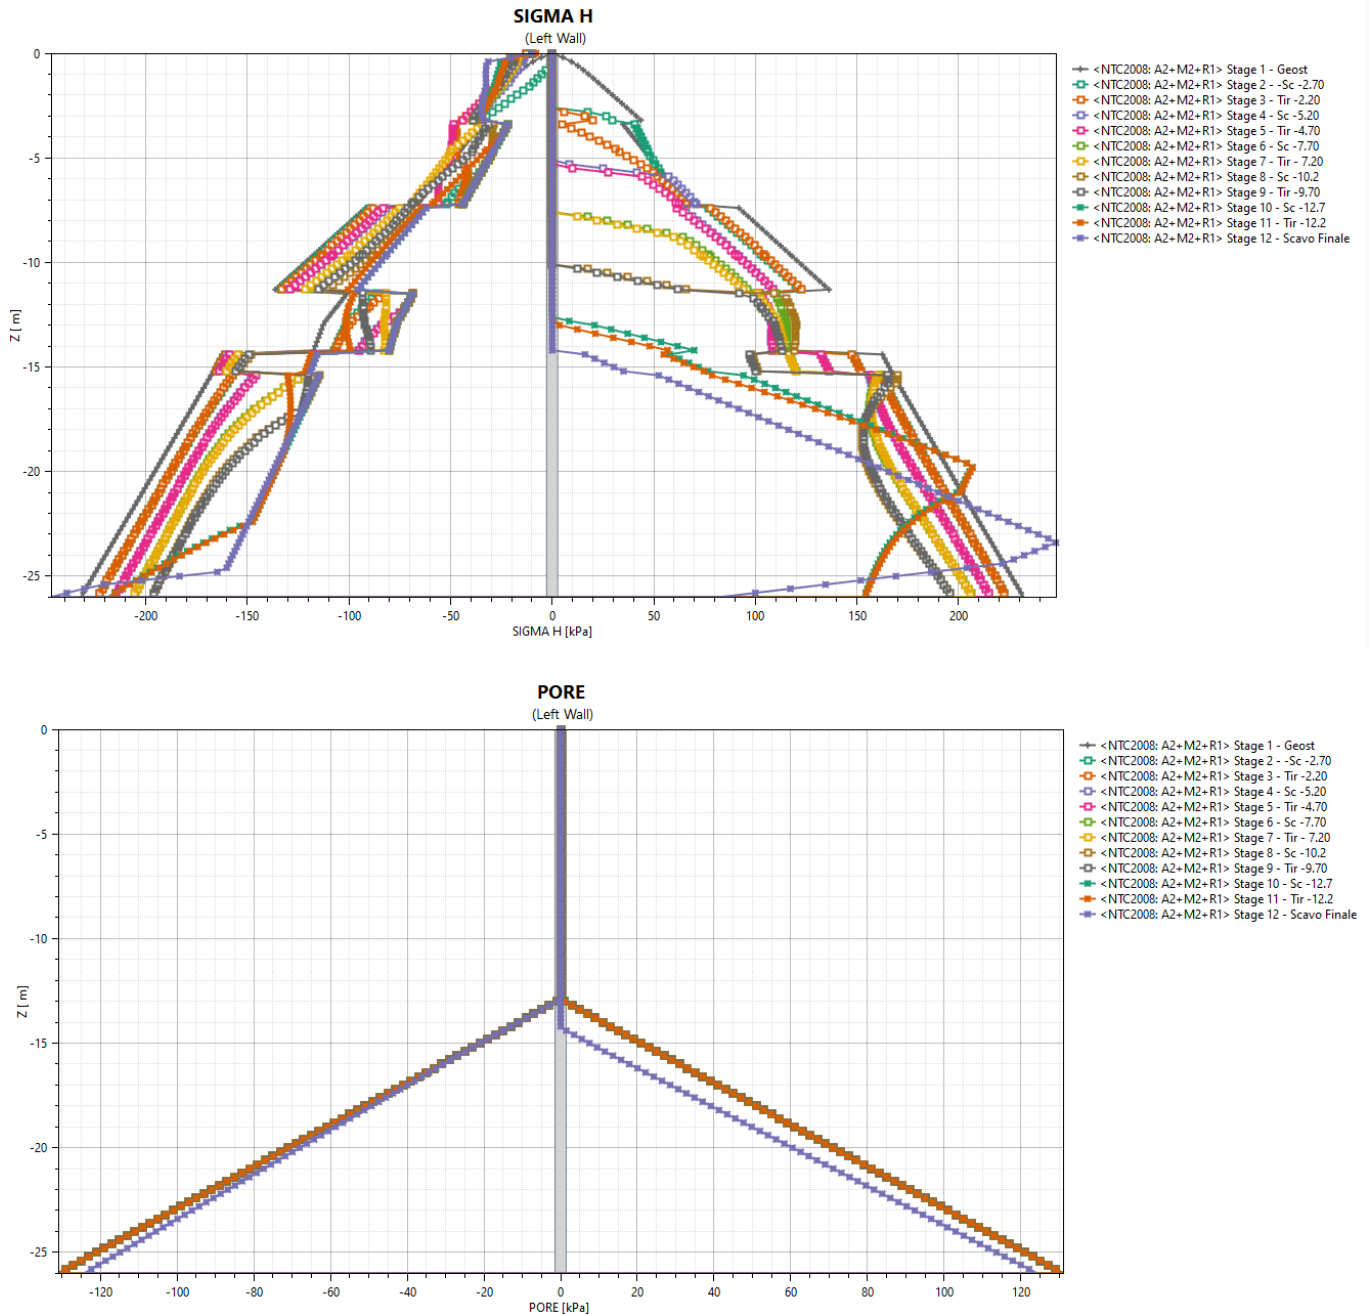 SIGMA H
(Left Wall)
0
-5
-10
-15
-20
-25
Z [ m]
-200
-150
-100
-50
0
50
100
150
200
SIGMA H [kPa]
<NTC2008: A2+M2+R1> Stage 1 - Geost
<NTC2008: A2+M2+R1> Stage 2 - -Sc -2.70
<NTC2008: A2+M2+R1> Stage 3 - Tir -2.20
<NTC2008: A2+M2+R1> Stage 4 - Sc -5.20
<NTC2008: A2+M2+R1> Stage 5 - Tir -4.70
<NTC2008: A2+M2+R1> Stage 6 - Sc -7.70
<NTC2008: A2+M2+R1> Stage 7 - Tir - 7.20
<NTC2008: A2+M2+R1> Stage 8 - Sc -10.2
<NTC2008: A2+M2+R1> Stage 9 - Tir -9.70
<NTC2008: A2+M2+R1> Stage 10 - Sc -12.7
<NTC2008: A2+M2+R1> Stage 11 - Tir -12.2
<NTC2008: A2+M2+R1> Stage 12 - Scavo Finale
PORE
(Left Wall)
0
-5
-10
-15
-20
-25
Z [ m]
-120
-100
-80
-60
-40
-20
0
20
40
60
80
100
120
PORE [kPa]
<NTC2008: A2+M2+R1> Stage 1 - Geost
<NTC2008: A2+M2+R1> Stage 2 - -Sc -2.70
<NTC2008: A2+M2+R1> Stage 3 - Tir -2.20
<NTC2008: A2+M2+R1> Stage 4 - Sc -5.20
<NTC2008: A2+M2+R1> Stage 5 - Tir -4.70
<NTC2008: A2+M2+R1> Stage 6 - Sc -7.70
<NTC2008: A2+M2+R1> Stage 7 - Tir - 7.20
<NTC2008: A2+M2+R1> Stage 8 - Sc -10.2
<NTC2008: A2+M2+R1> Stage 9 - Tir -9.70
<NTC2008: A2+M2+R1> Stage 10 - Sc -12.7
<NTC2008: A2+M2+R1> Stage 11 - Tir -12.2
<NTC2008: A2+M2+R1> Stage 12 - Scavo Finale